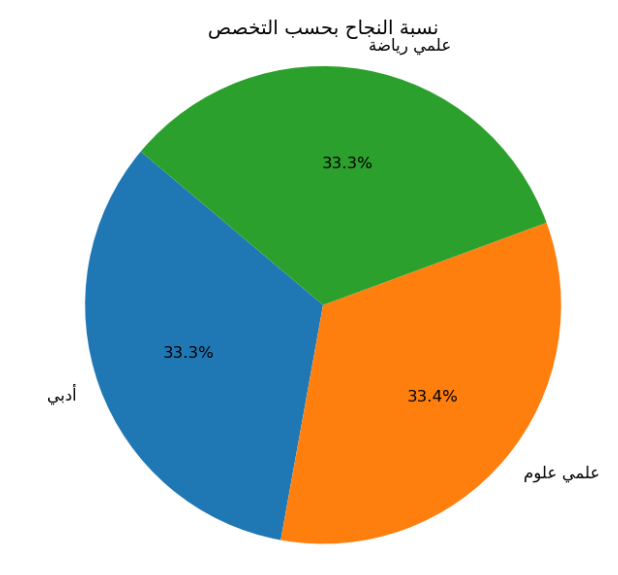 نسبة النجاح بحسب التخصص
علمي رياضة
33.3%
33.3%
33.4%
أدبي
علمي علوم